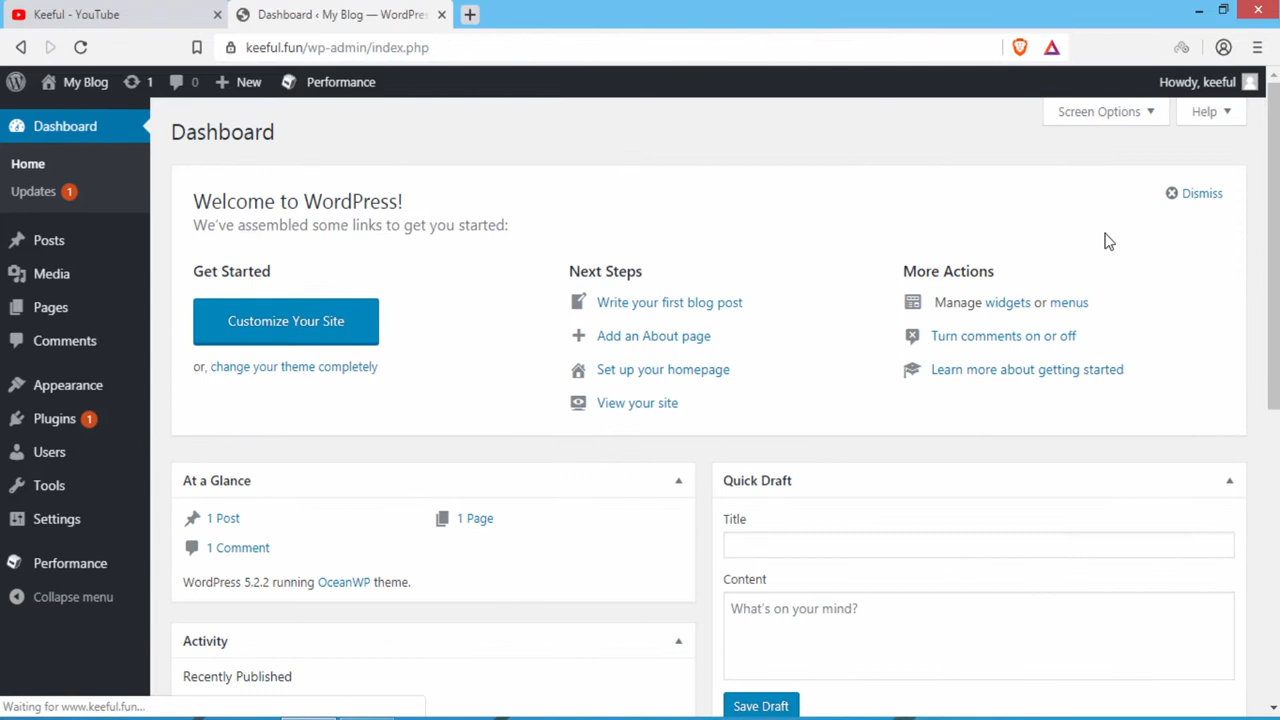 Keeful - YouTube
Dashboard ‹ My Blog — WordPres
keeful.fun/wp-admin/index.php
My Blog 1 0 New Performance Howdy, keeful
Dashboard
Home
Updates 1
Posts
Media
Pages
Comments
Appearance
Plugins 1
Users
Tools
Settings
Performance
Collapse menu
Screen Options Help
Dashboard
Welcome to WordPress!
We've assembled some links to get you started:
Dismiss
Get Started
Customize Your Site
or, change your theme completely
Next Steps
Write your first blog post
Add an About page
Set up your homepage
View your site
More Actions
Manage widgets or menus
Turn comments on or off
Learn more about getting started
At a Glance
1 Post 1 Page
1 Comment
WordPress 5.2.2 running OceanWP theme.
Activity
Recently Published
Quick Draft
Title
Content
What's on your mind?
Save Draft
Waiting for www.keeful.fun...